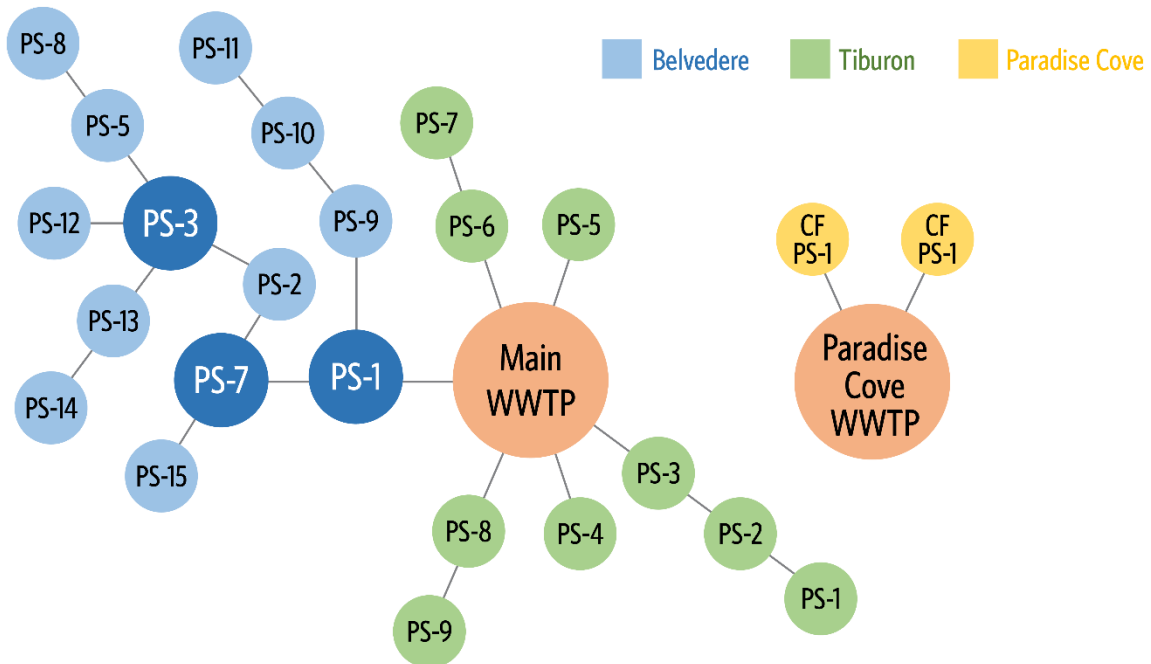 PS-8
PS-11
Belvedere
Tiburon
Paradise Cove
PS-5
PS-10
PS-7
PS-12
PS-3
PS-9
PS-6
PS-5
CF
PS-1
CF
PS-1
PS-2
PS-13
PS-7
PS-1
Main
WWTP
Paradise
Cove
WWTP
PS-14
PS-15
PS-3
PS-8
PS-4
PS-2
PS-1
PS-9